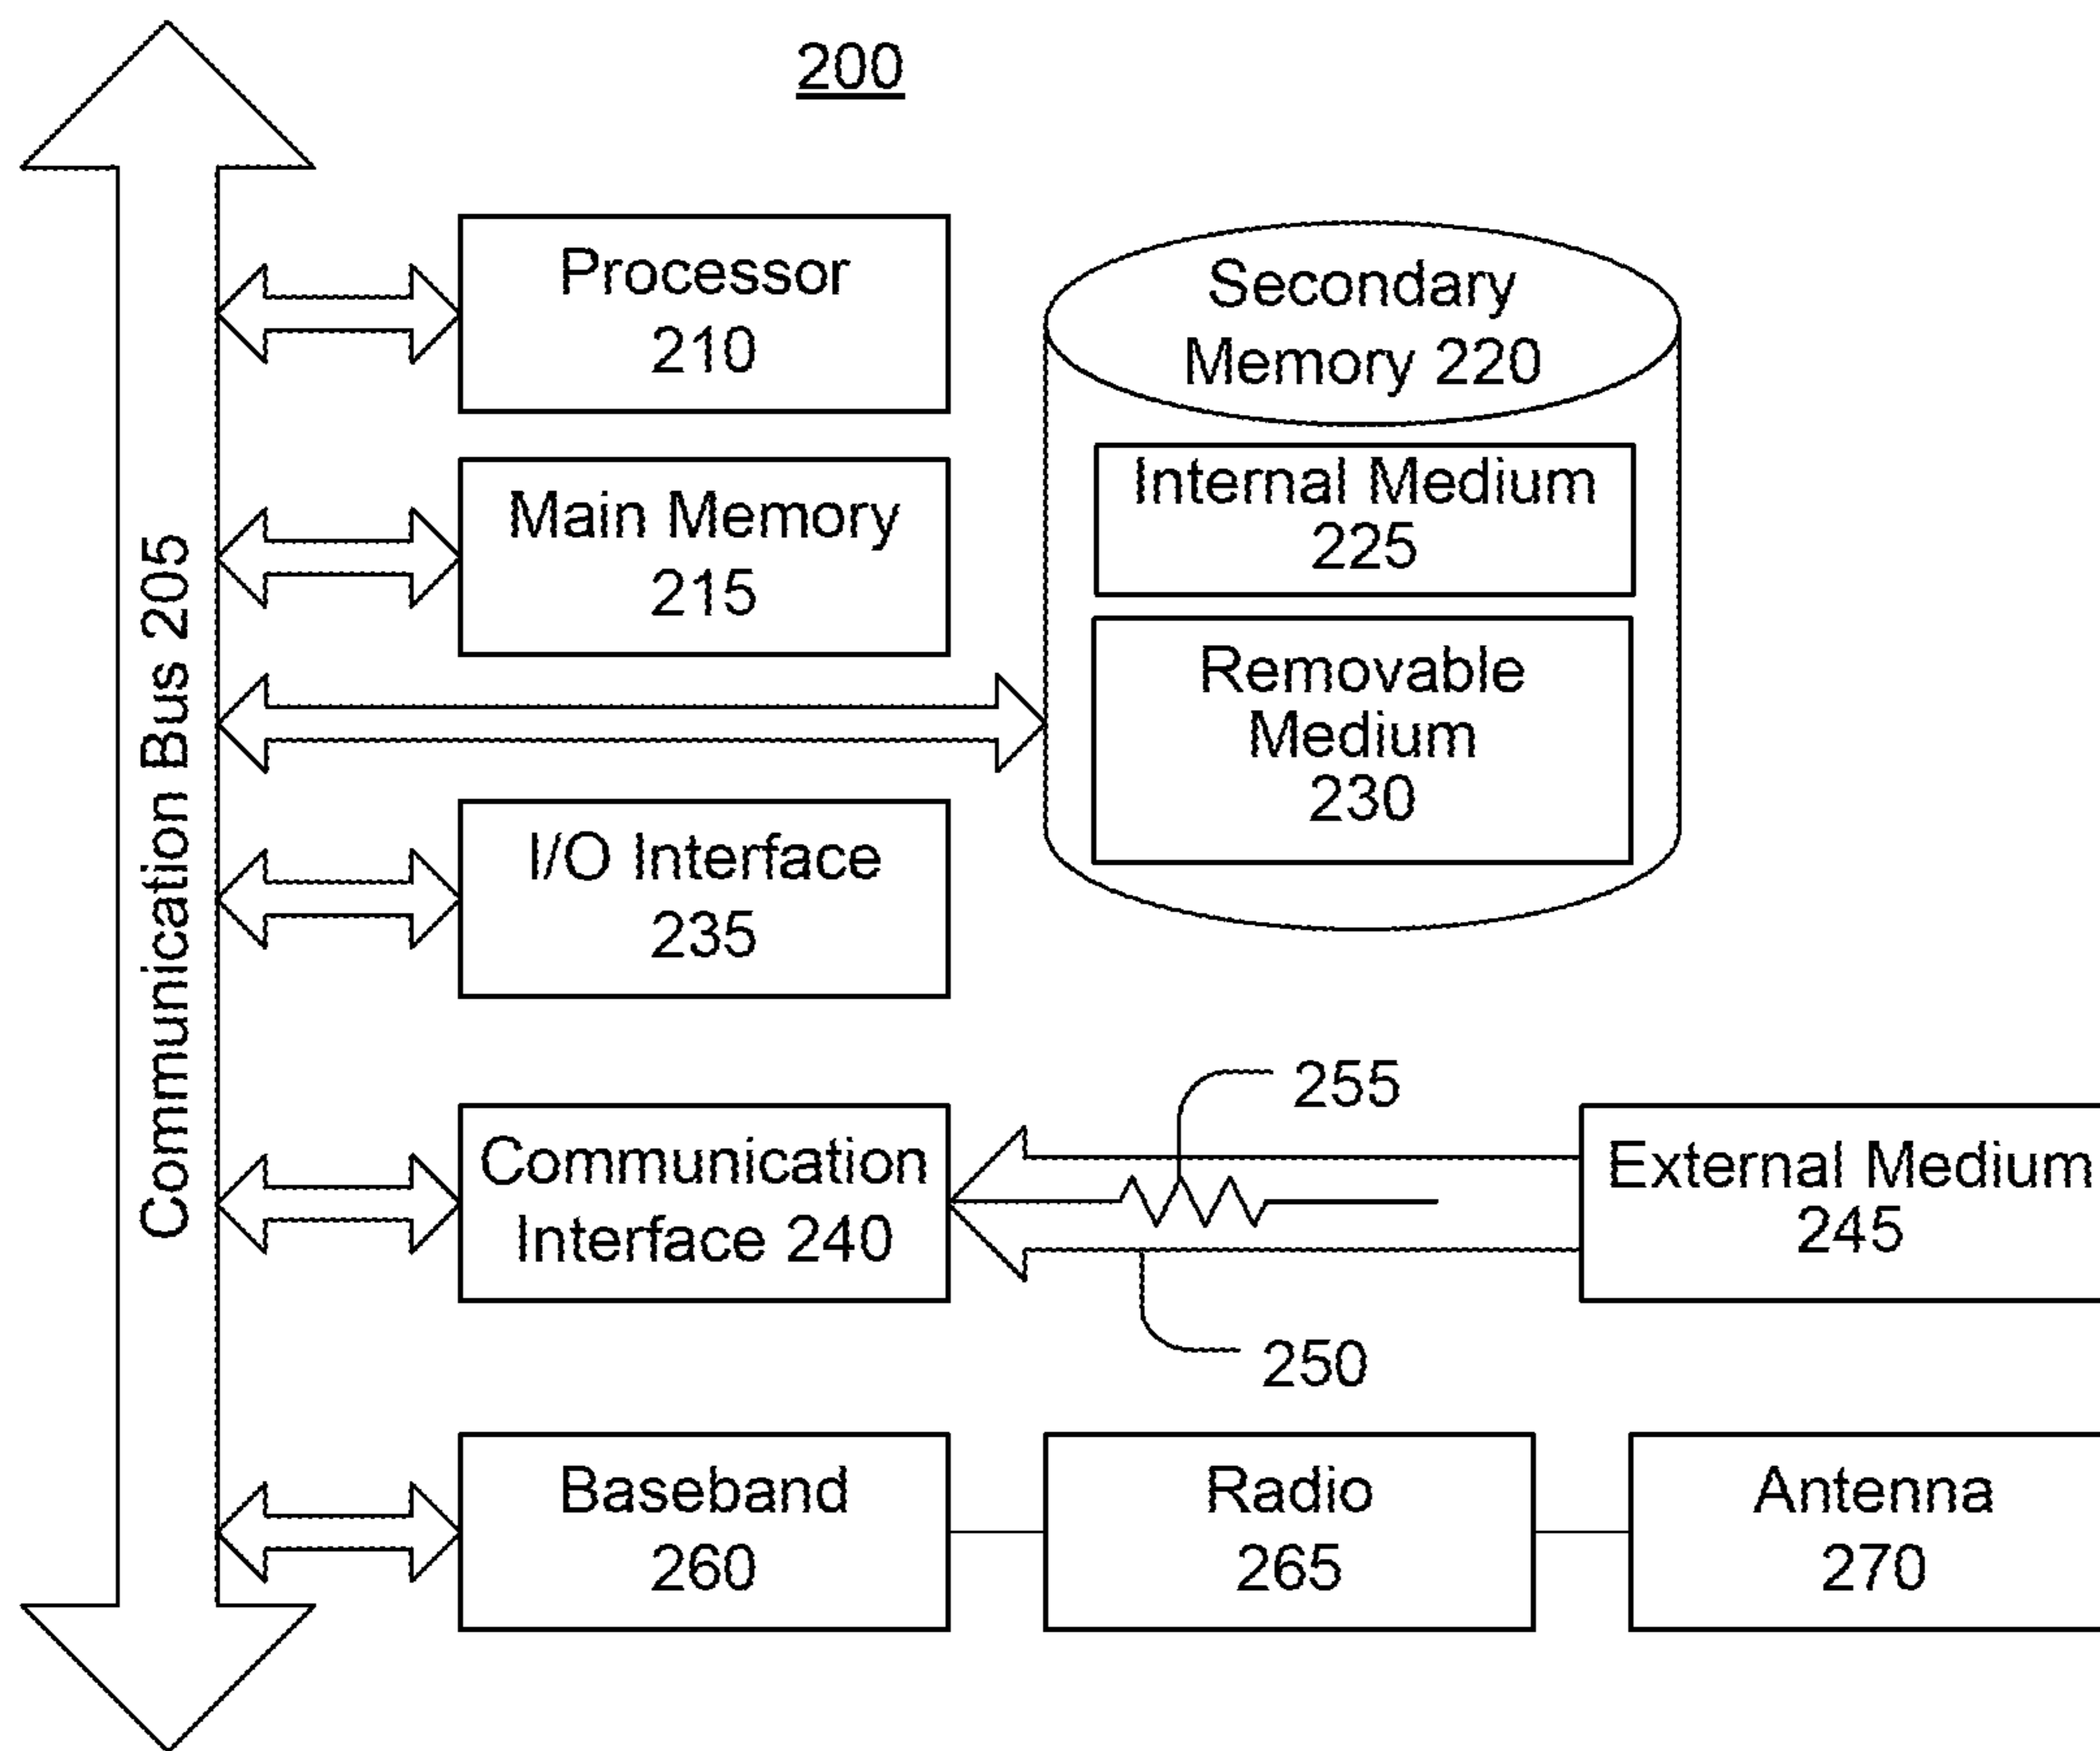 200
Communication Bus 205
Processor
210
Main Memory
215
Secondary
Memory 220
Internal Medium
225
Removable
Medium
230
I/O Interface
235
Communication
Interface 240
255
250
External Medium
245
Baseband
260
Radio
265
Antenna
270